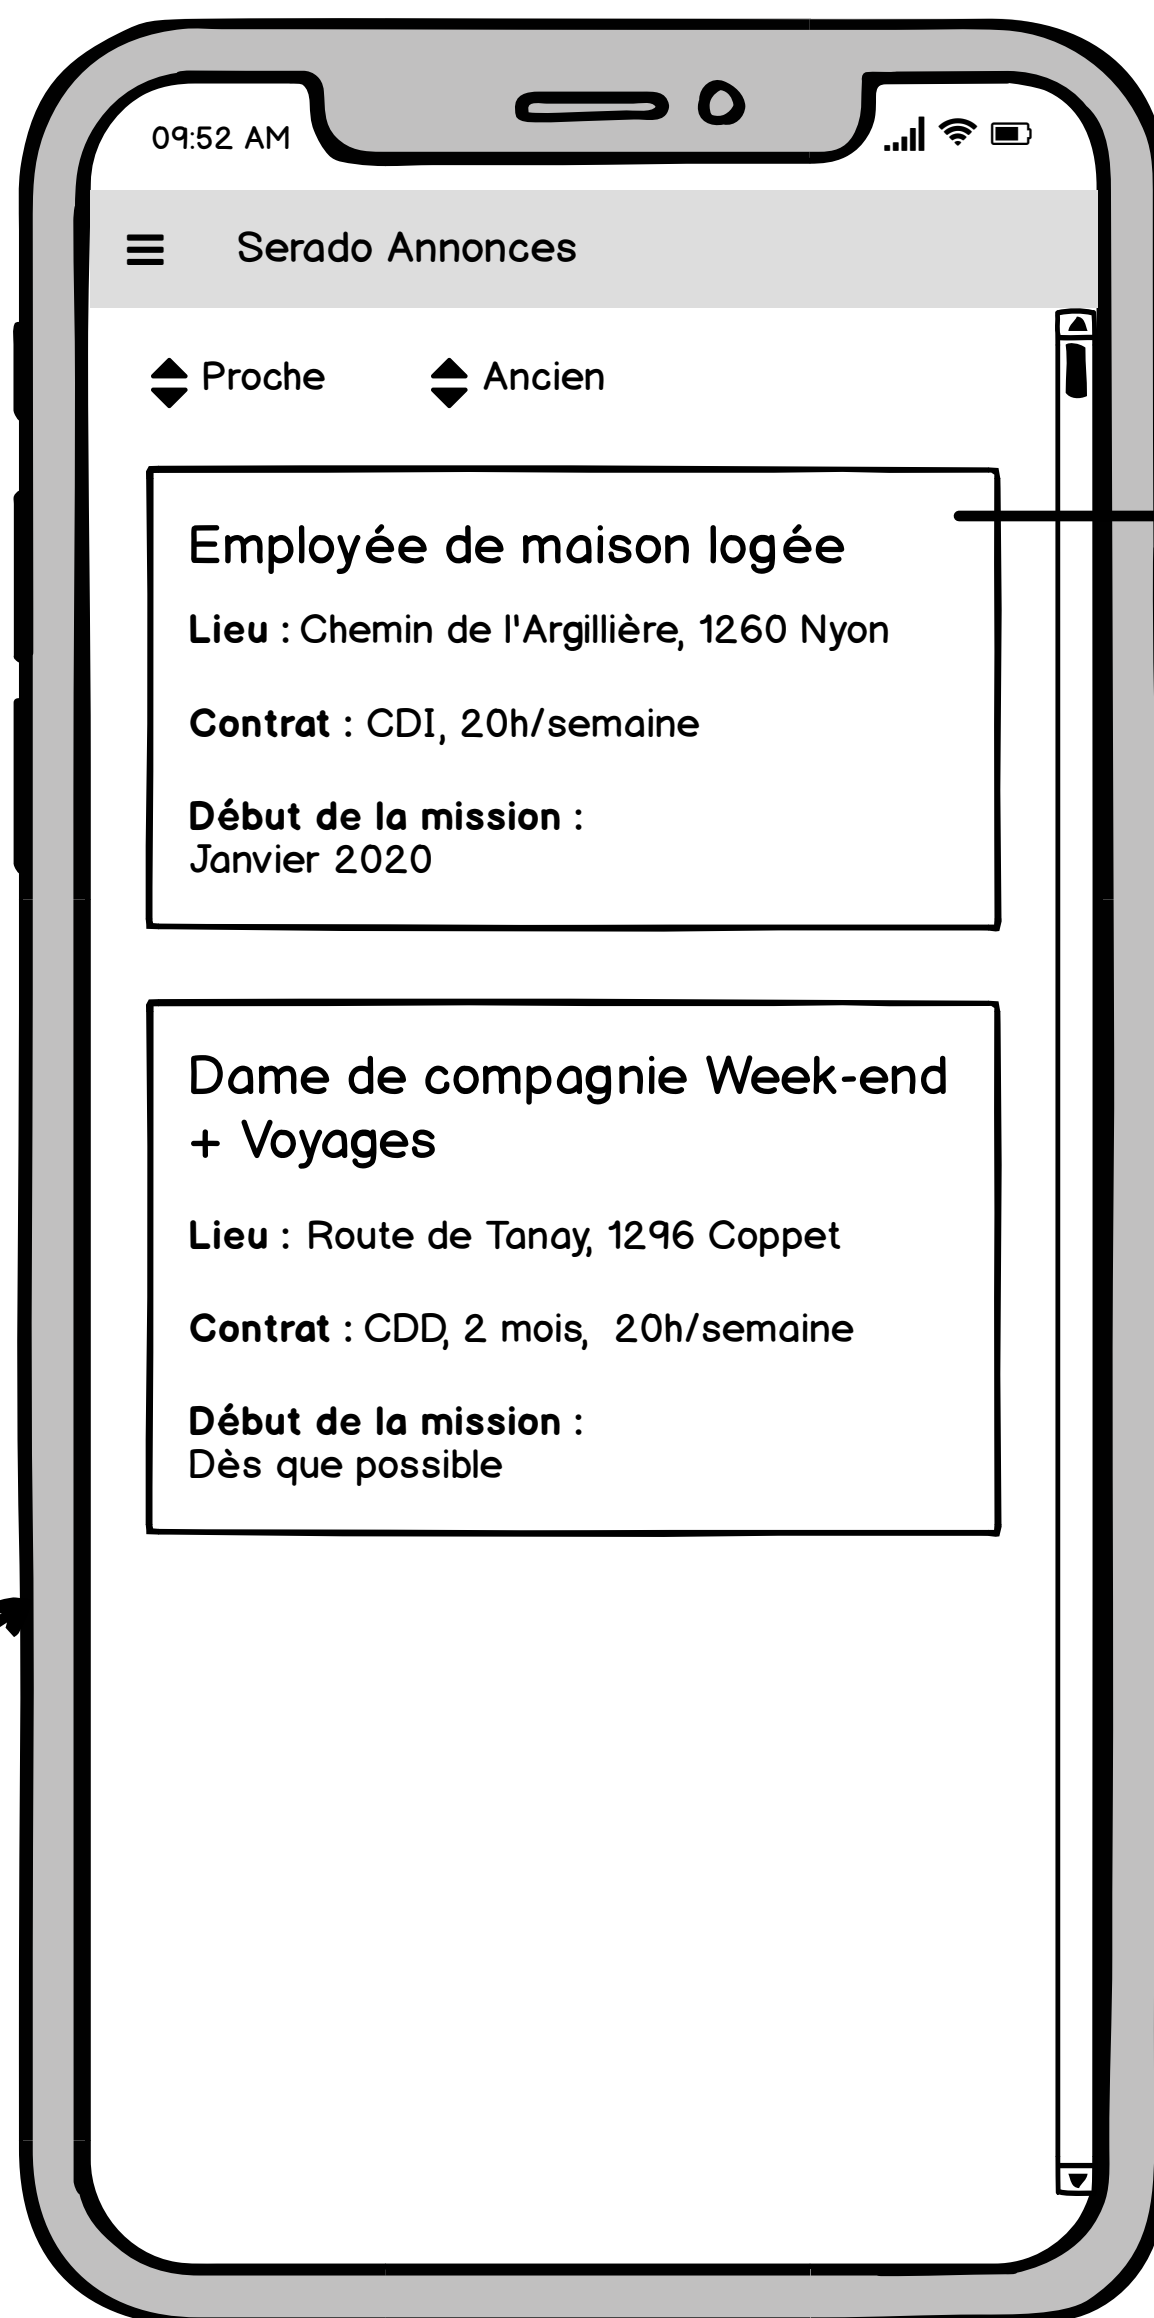 09:52 AM
Serado Annonces
Proche Ancien
Employée de maison logée
Lieu : Chemin de l'Argillière, 1260 Nyon
Contrat : CDI, 20h/semaine
Début de la mission :
Janvier 2020
Dame de compagnie Week-end
+ Voyages
Lieu : Route de Tanay, 1296 Coppet
Contrat : CDD, 2 mois, 20h/semaine
Début de la mission :
Dès que possible